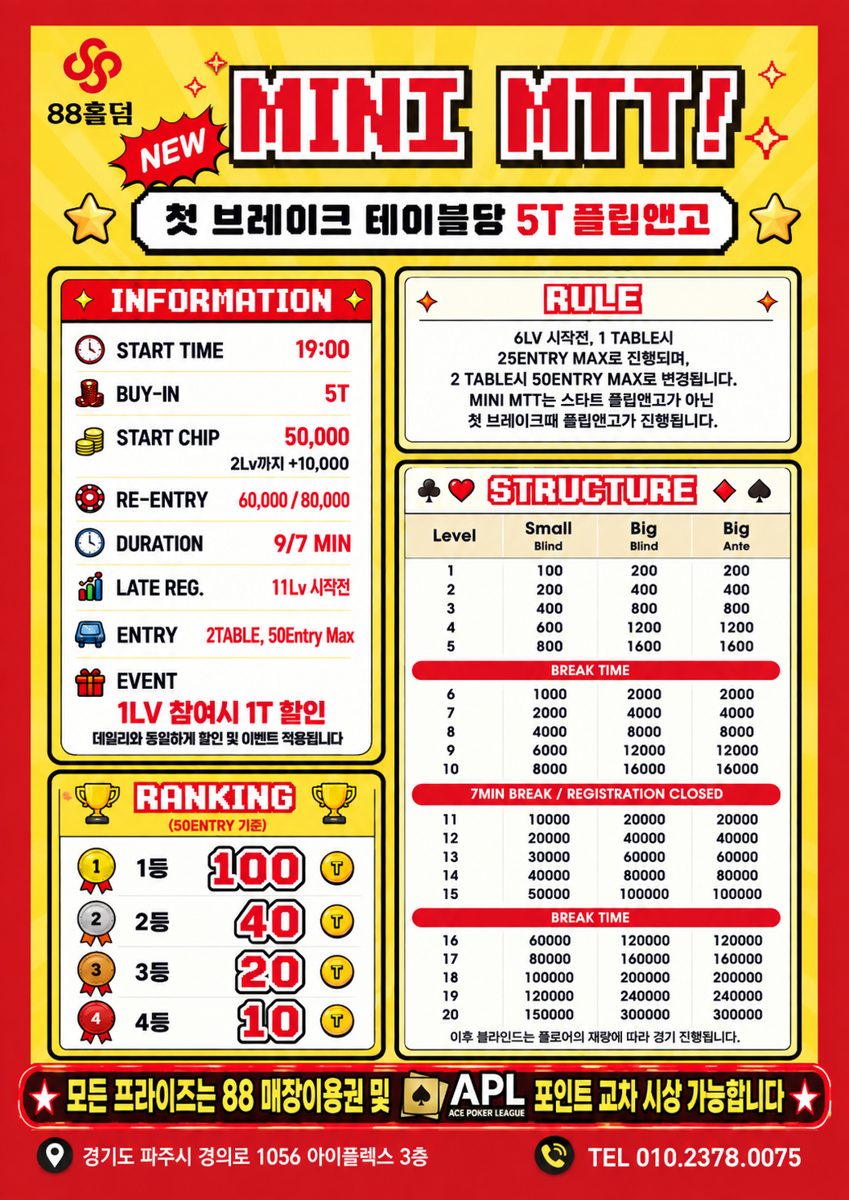 88홀덤
NEW
MINI MTT!
첫 브레이크 테이블당 5T 플립앤고
INFORMATION
START TIME 19:00
BUY-IN 5T
START CHIP 50,000
2Lv까지 +10,000
RE-ENTRY 60,000 / 80,000
DURATION 9/7 MIN
LATE REG. 11Lv 시작전
ENTRY 2TABLE, 50Entry Max
EVENT
1LV 참여시 1T 할인
데일리와 동일하게 할인 및 이벤트 적용됩니다
RANKING
(50ENTRY 기준)
1 1등 100 T
2 2등 40 T
3 3등 20 T
4 4등 10 T
RULE
6LV 시작전, 1 TABLE시
25ENTRY MAX로 진행되며,
2 TABLE시 50ENTRY MAX로 변경됩니다.
MINI MTT는 스타트 플립앤고가 아닌
첫 브레이크때 플립앤고가 진행됩니다.
STRUCTURE
Level Small Big Big
Blind Blind Ante
1 100 200 200
2 200 400 400
3 400 800 800
4 600 1200 1200
5 800 1600 1600
BREAK TIME
6 1000 2000 2000
7 2000 4000 4000
8 4000 8000 8000
9 6000 12000 12000
10 8000 16000 16000
7MIN BREAK / REGISTRATION CLOSED
11 10000 20000 20000
12 20000 40000 40000
13 30000 60000 60000
14 40000 80000 80000
15 50000 100000 100000
BREAK TIME
16 60000 120000 120000
17 80000 160000 160000
18 100000 200000 200000
19 120000 240000 240000
20 150000 300000 300000
이후 블라인드는 플로어의 재량에 따라 경기 진행됩니다.
모든 프라이즈는 88 매장이용권 및 APL 포인트 교차 시상 가능합니다
ACE POKER LEAGUE
경기도 파주시 경의로 1056 아이플렉스 3층
TEL 010.2378.0075